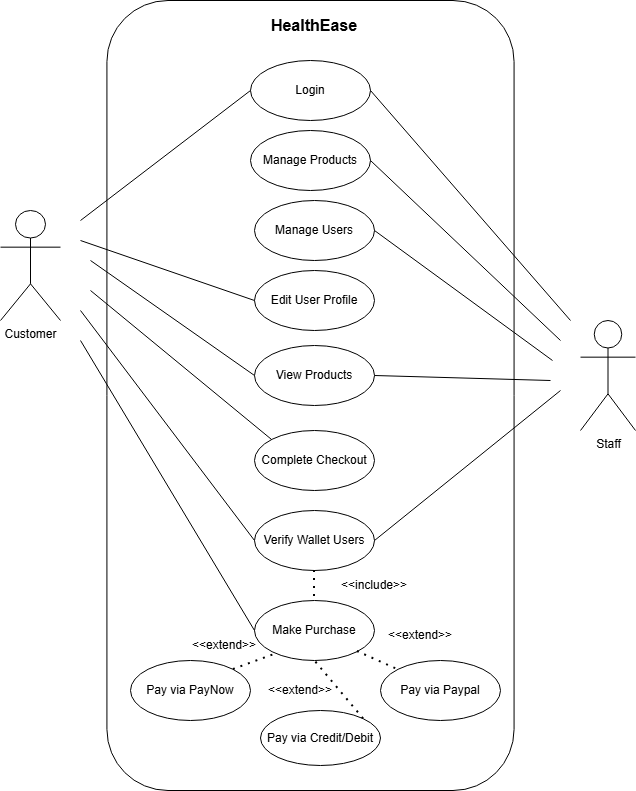 HealthEase
Login
Manage Products
Manage Users
Edit User Profile
Customer
View Products
Staff
Complete Checkout
Verify Wallet Users
<<include>>
Make Purchase
<<extend>>
<<extend>>
Pay via PayNow
<<extend>>
Pay via Paypal
Pay via Credit/Debit